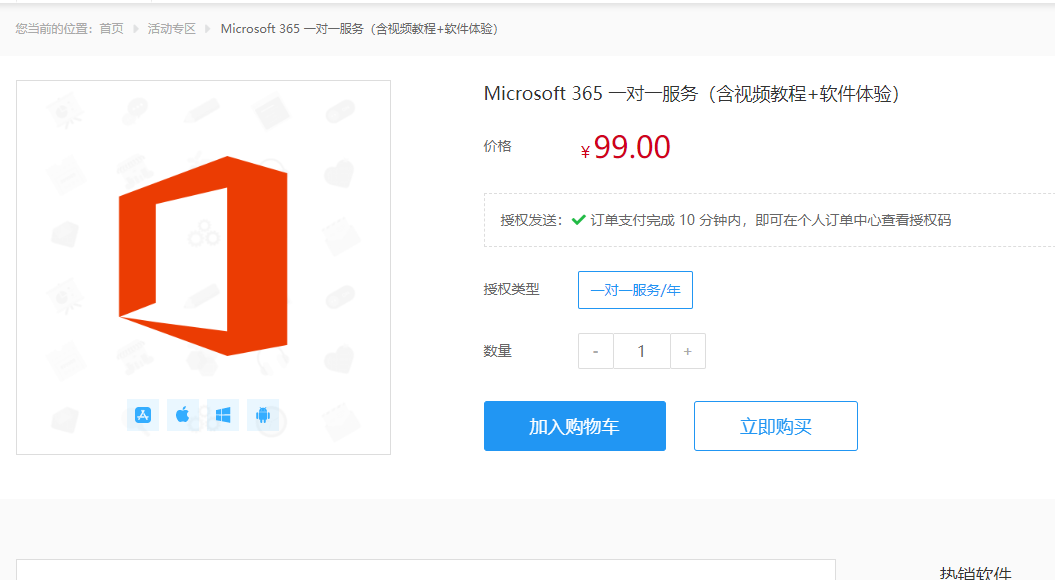 您当前的位置：首页 活动专区 Microsoft 365 一对一服务（含视频教程+软件体验）
Microsoft 365 一对一服务（含视频教程+软件体验）
价格 ¥99.00
授权发送： 订单支付完成 10 分钟内，即可在个人订单中心查看授权码
授权类型 一对一服务/年
数量 - 1 +
加入购物车 立即购买
热销软件